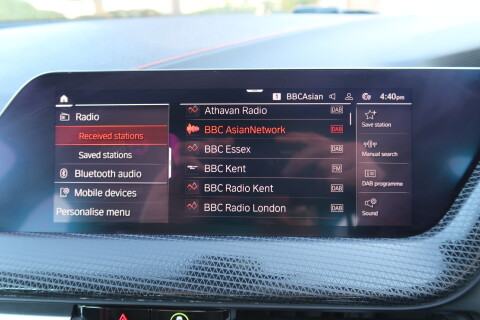 1 BBCAsian 4:40pm
Radio
Received stations
Saved stations
Bluetooth audio
Mobile devices
Personalise menu
Athavan Radio DAB
BBC AsianNetwork DAB
BBC Essex DAB
BBC Kent FM
BBC Radio Kent DAB
BBC Radio London DAB
Save station
Manual search
DAB programme
Sound